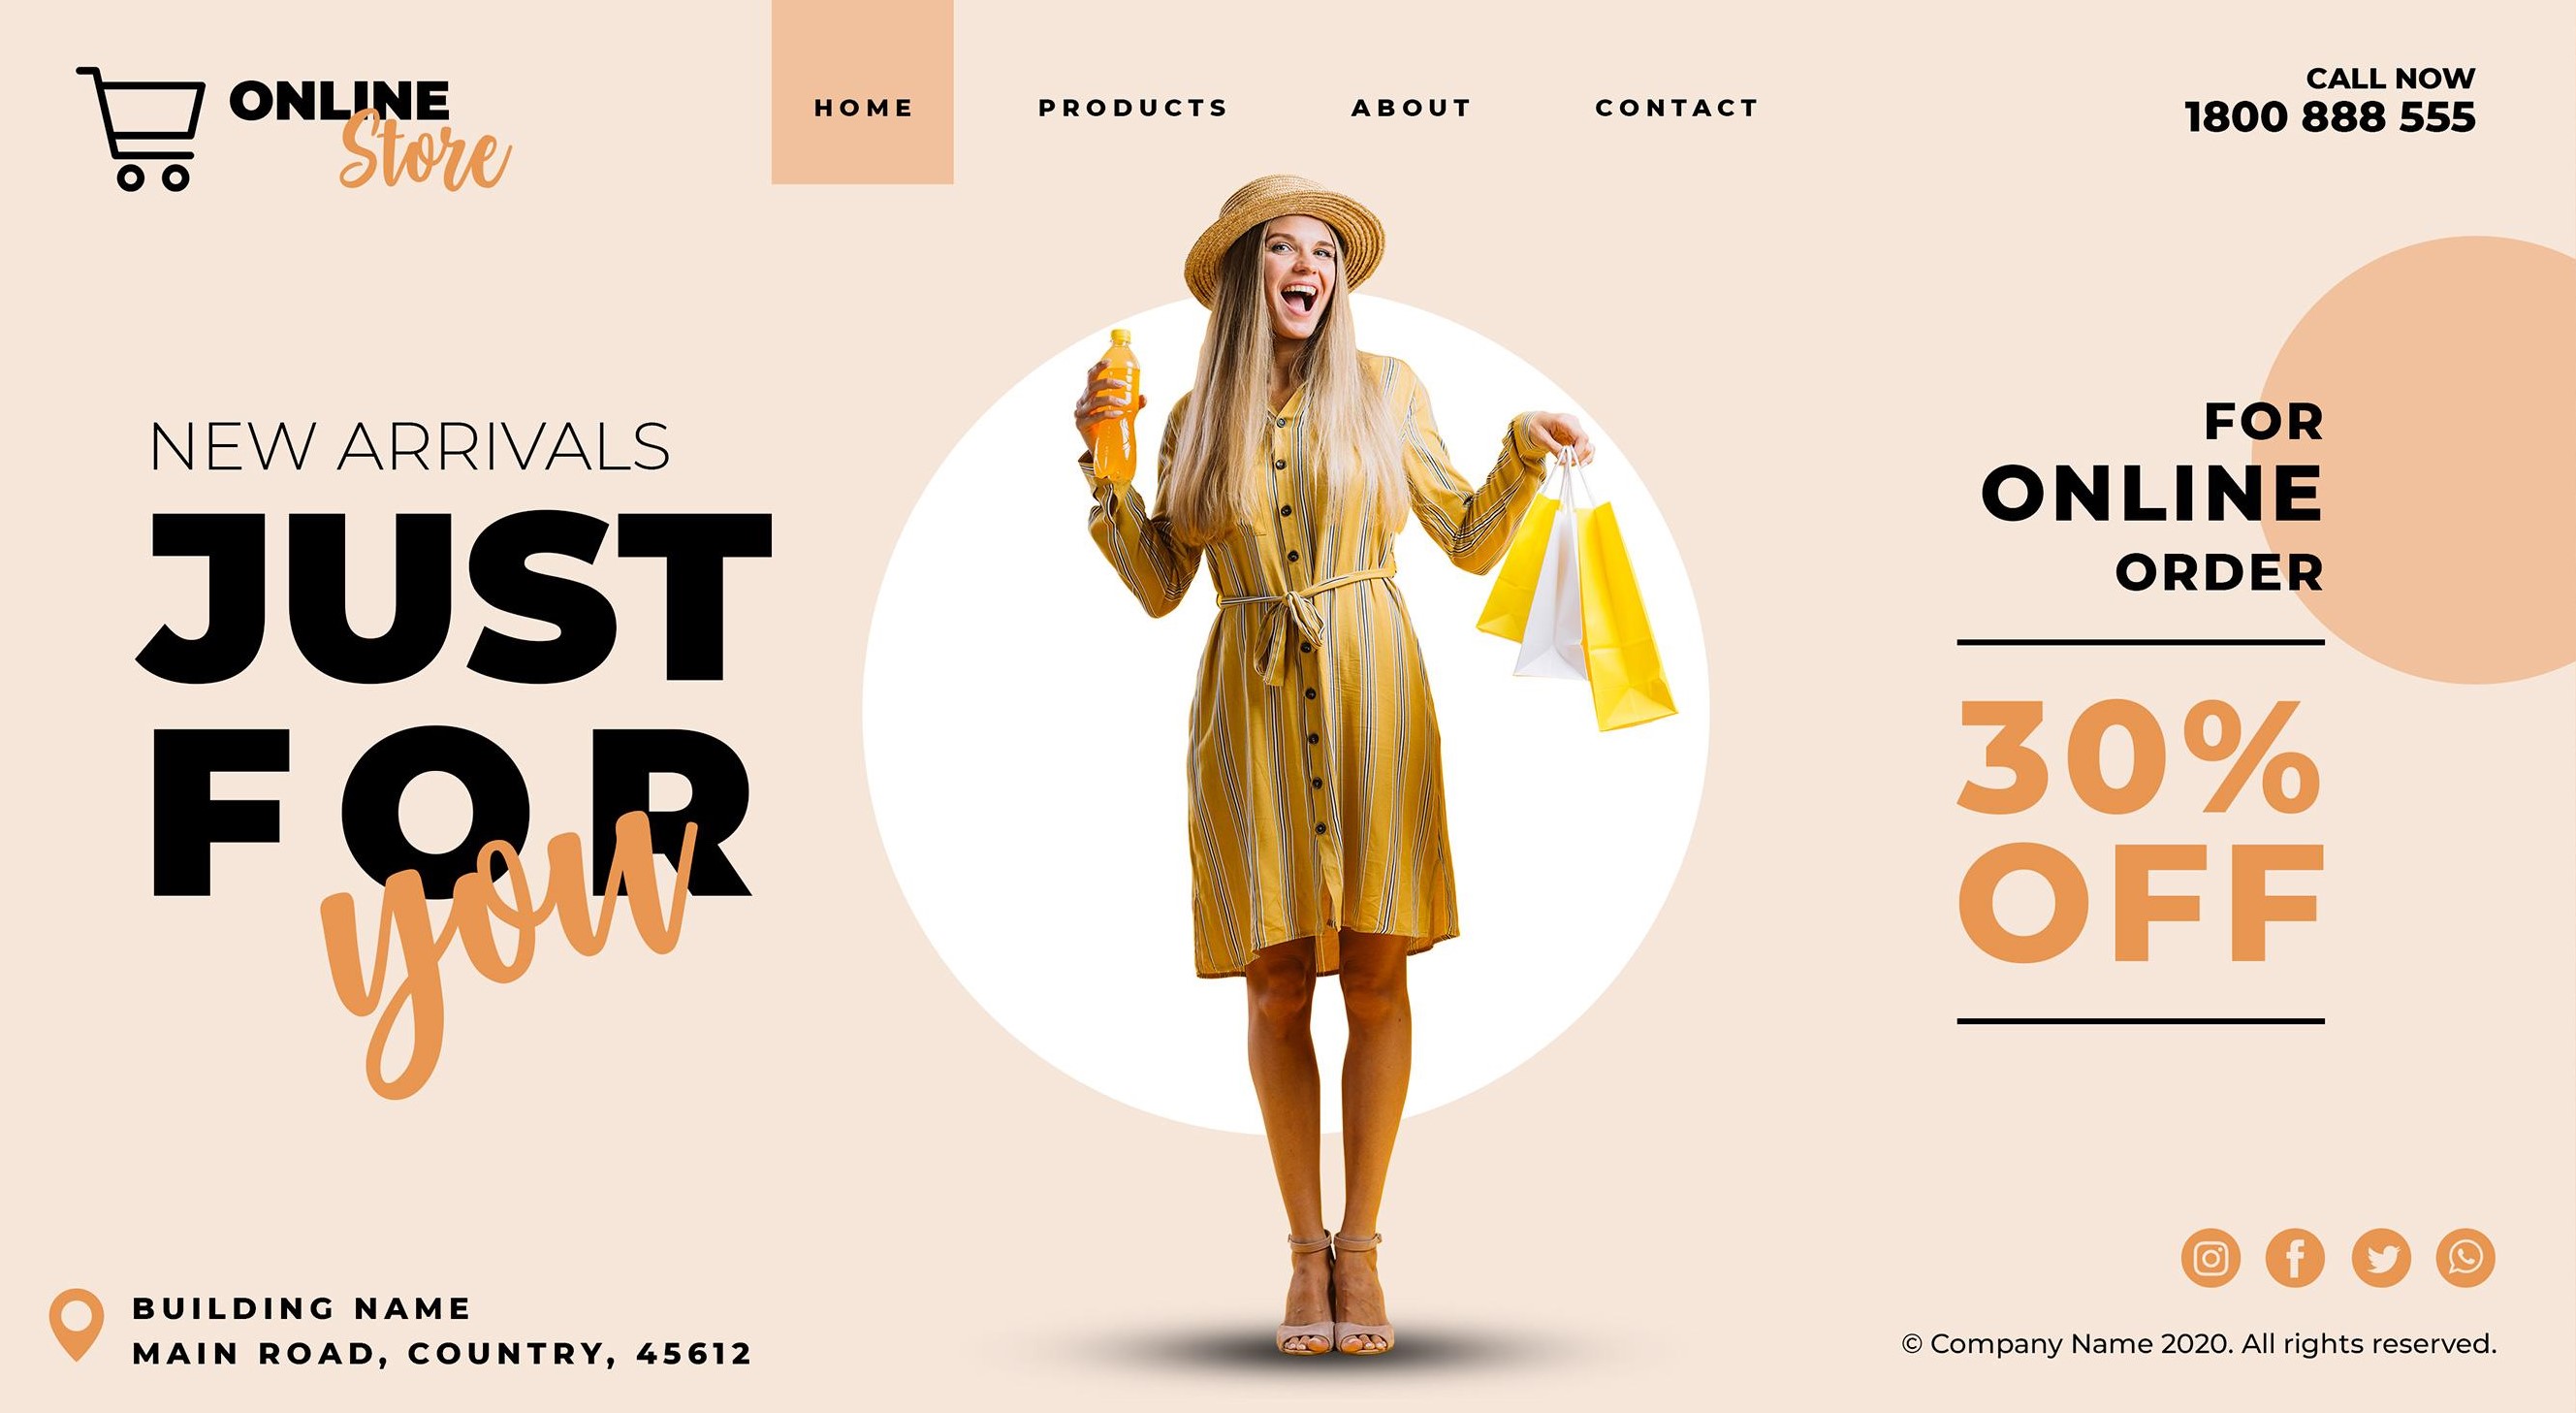 ONLINE
Store
HOME PRODUCTS ABOUT CONTACT
CALL NOW
1800 888 555
NEW ARRIVALS
JUST
FOR
you
FOR
ONLINE
ORDER
30%
OFF
BUILDING NAME
MAIN ROAD, COUNTRY, 45612
© Company Name 2020. All rights reserved.